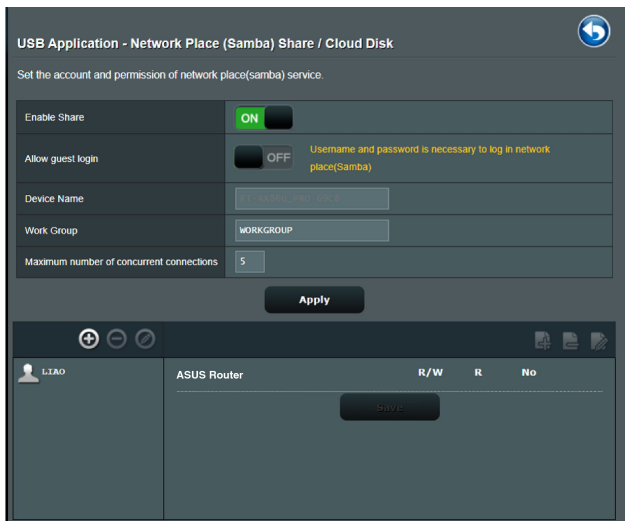 USB Application - Network Place (Samba) Share / Cloud Disk
Set the account and permission of network place(samba) service.
Enable Share
ON
Allow guest login
OFF
Username and password is necessary to log in network
place(Samba)
Device Name
Work Group
WORKGROUP
Maximum number of concurrent connections
5
Apply
LIAO
ASUS Router
R/W
R
No
Save